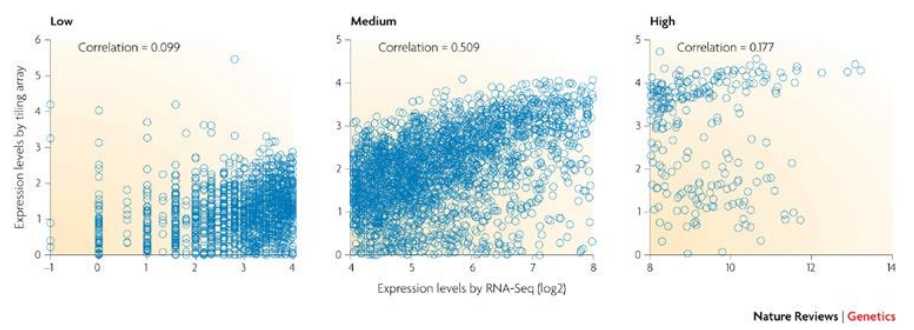 Low
Correlation = 0.099
Expression levels by tiling array
6
5
4
3
2
1
0
-1 0 1 2 3 4
Medium
Correlation = 0.509
5
4
3
2
1
0
4 5 6 7 8
High
Correlation = 0.177
5
4
3
2
1
0
8 10 12 14
Expression levels by RNA-Seq (log2)
Nature Reviews | Genetics